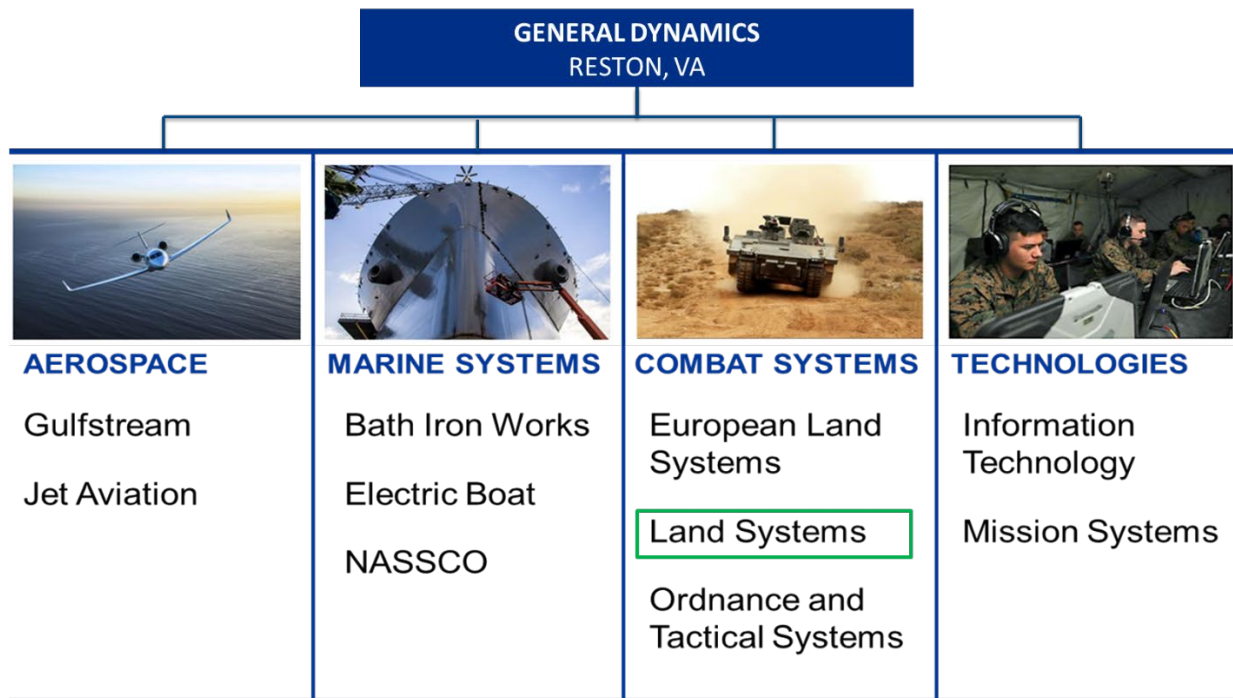 GENERAL DYNAMICS
RESTON, VA
AEROSPACE
Gulfstream
Jet Aviation
MARINE SYSTEMS
Bath Iron Works
Electric Boat
NASSCO
COMBAT SYSTEMS
European Land
Systems
Land Systems
Ordnance and
Tactical Systems
TECHNOLOGIES
Information
Technology
Mission Systems